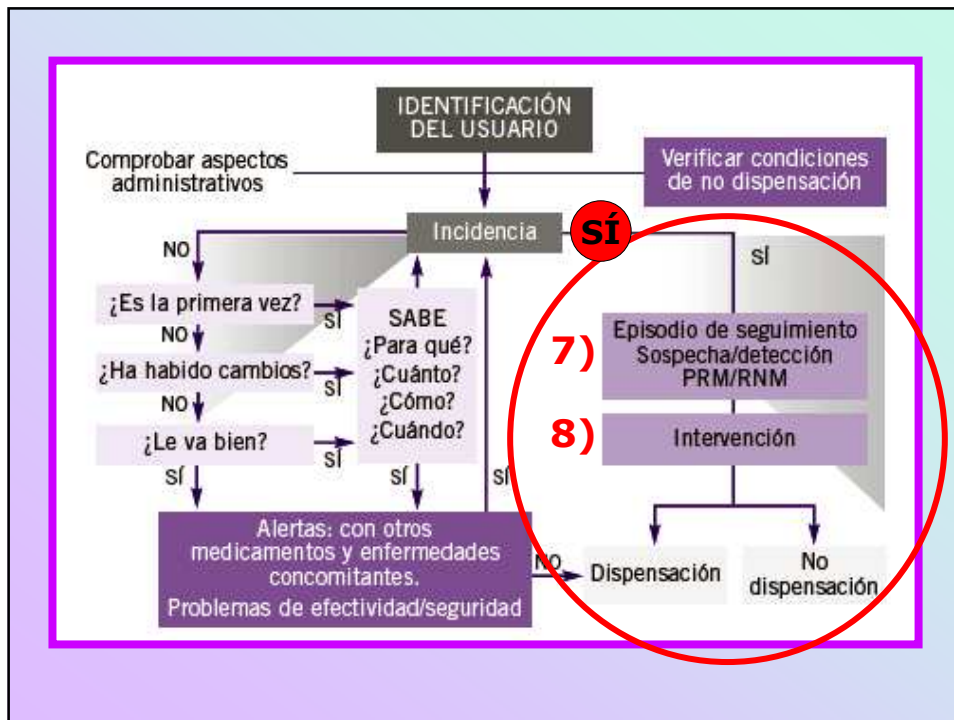 IDENTIFICACIÓN
DEL USUARIO
Comprobar aspectos
administrativos
Verificar condiciones
de no dispensación
Incidencia
SÍ
NO
SÍ
¿Es la primera vez?
SÍ
NO
¿Ha habido cambios?
SÍ
NO
¿Le va bien?
SÍ
SÍ
SABE
¿Para qué?
¿Cuánto?
¿Cómo?
¿Cuándo?
SÍ
SÍ
7)
Episodio de seguimiento
Sospecha/detección
PRM/RNM
8)
Intervención
Alertas: con otros
medicamentos y enfermedades
concomitantes.
Problemas de efectividad/seguridad
NO
Dispensación
No
dispensación